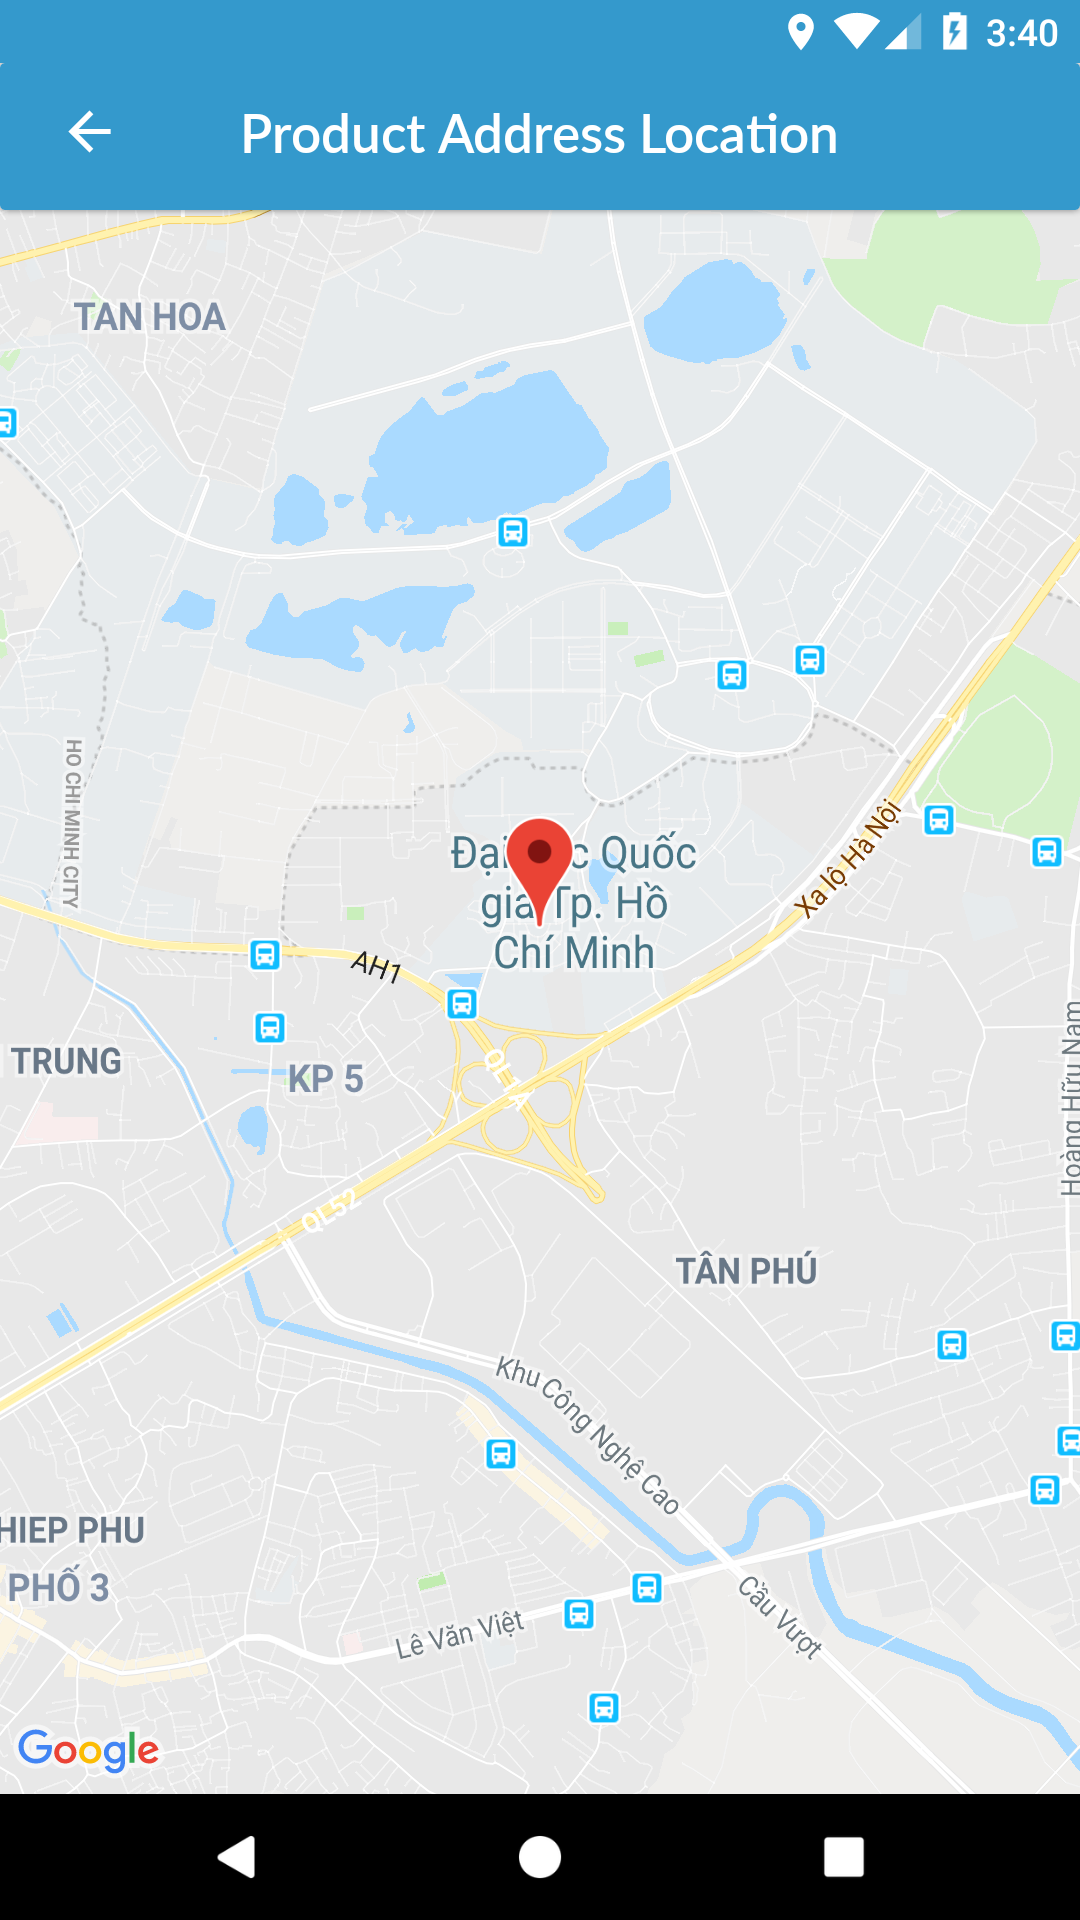 3:40
Product Address Location
TAN HOA
HO CHI MINH CITY
Xa lộ Hà Nội
Quốc
gia Tp. Hồ
Chí Minh
AH1
TRUNG
KP 5
QL1A
Hoàng Hữu Nam
QL52
TÂN PHÚ
Khu Công Nghệ Cao
HIEP PHU
PHỐ 3
Cầu Vượt
Lê Văn Việt
Google